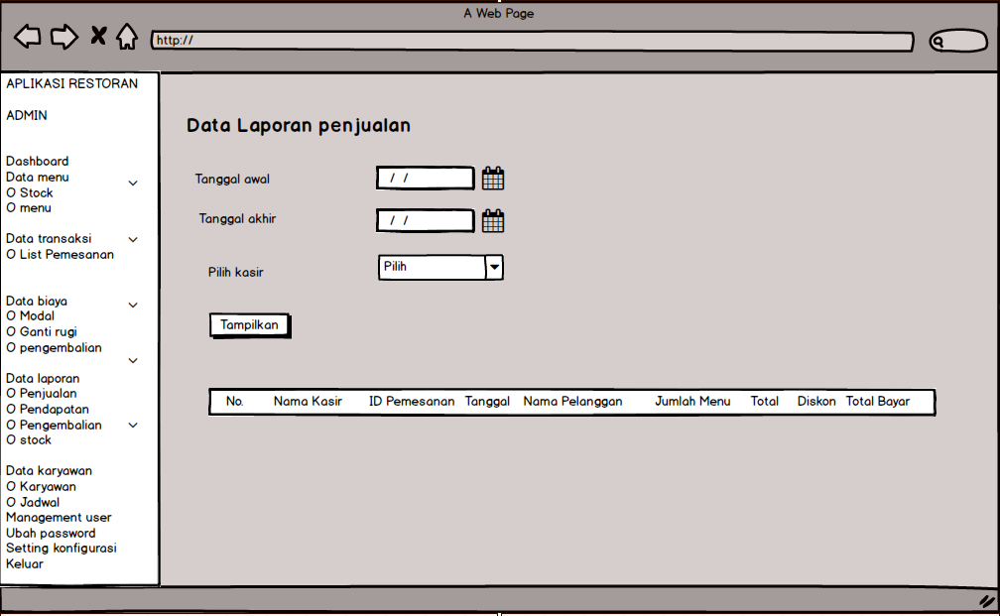 A Web Page
http://
APLIKASI RESTORAN
ADMIN
Dashboard
Data menu
O Stock
O menu
Data transaksi
O List Pemesanan
Data biaya
O Modal
O Ganti rugi
O pengembalian
Data laporan
O Penjualan
O Pendapatan
O Pengembalian
O stock
Data karyawan
O Karyawan
O Jadwal
Management user
Ubah password
Setting konfigurasi
Keluar
Data Laporan penjualan
Tanggal awal / /
Tanggal akhir / /
Pilih kasir Pilih
Tampilkan
No. Nama Kasir ID Pemesanan Tanggal Nama Pelanggan Jumlah Menu Total Diskon Total Bayar